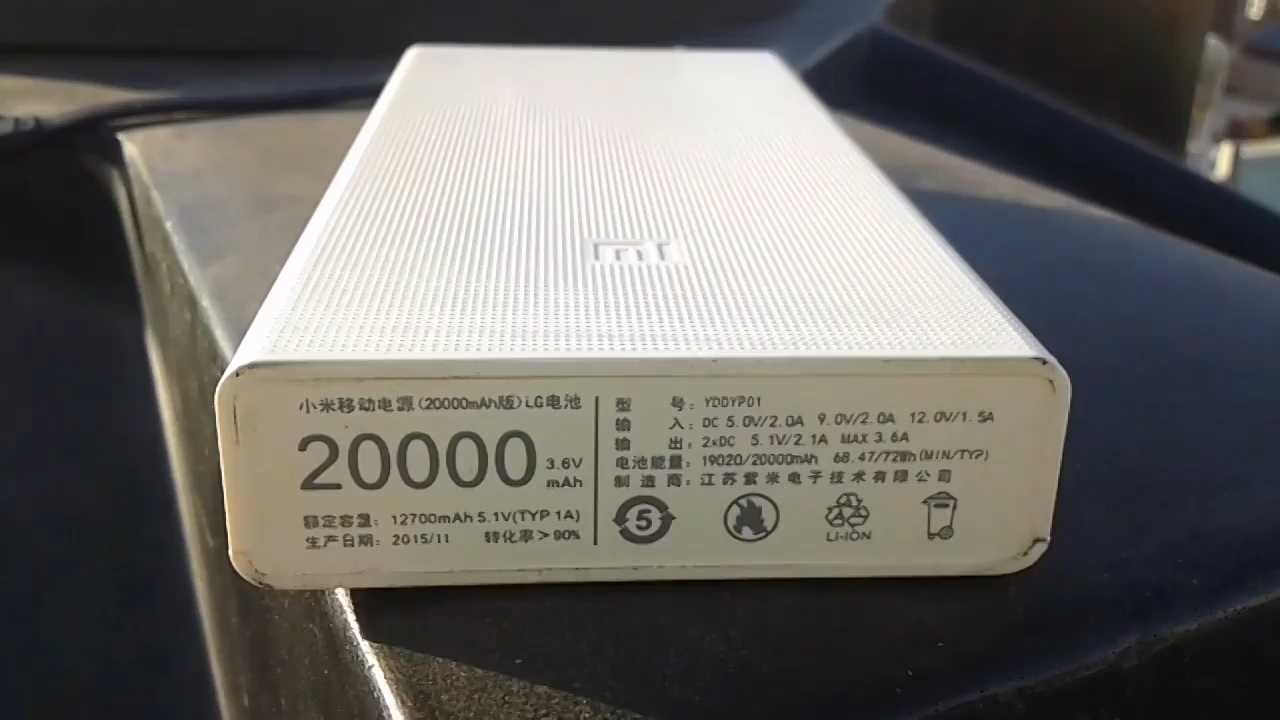 小米移动电源(20000mAh版)LG电池
20000
3.6V
mAh
额定容量: 12700mAh 5.1V(TYP 1A)
生产日期: 2015/11 转化率>90%
型 号: YDDYP01
输 入: DC 5.0V/2.0A 9.0V/2.0A 12.0V/1.5A
输 出: 2xDC 5.1V/2.1A MAX 3.6A
电池能量: 19020/20000mAh 68.47/72Wh(MIN/TYP)
制 造 商: 江苏紫米电子技术有限公司
5
LI-ION